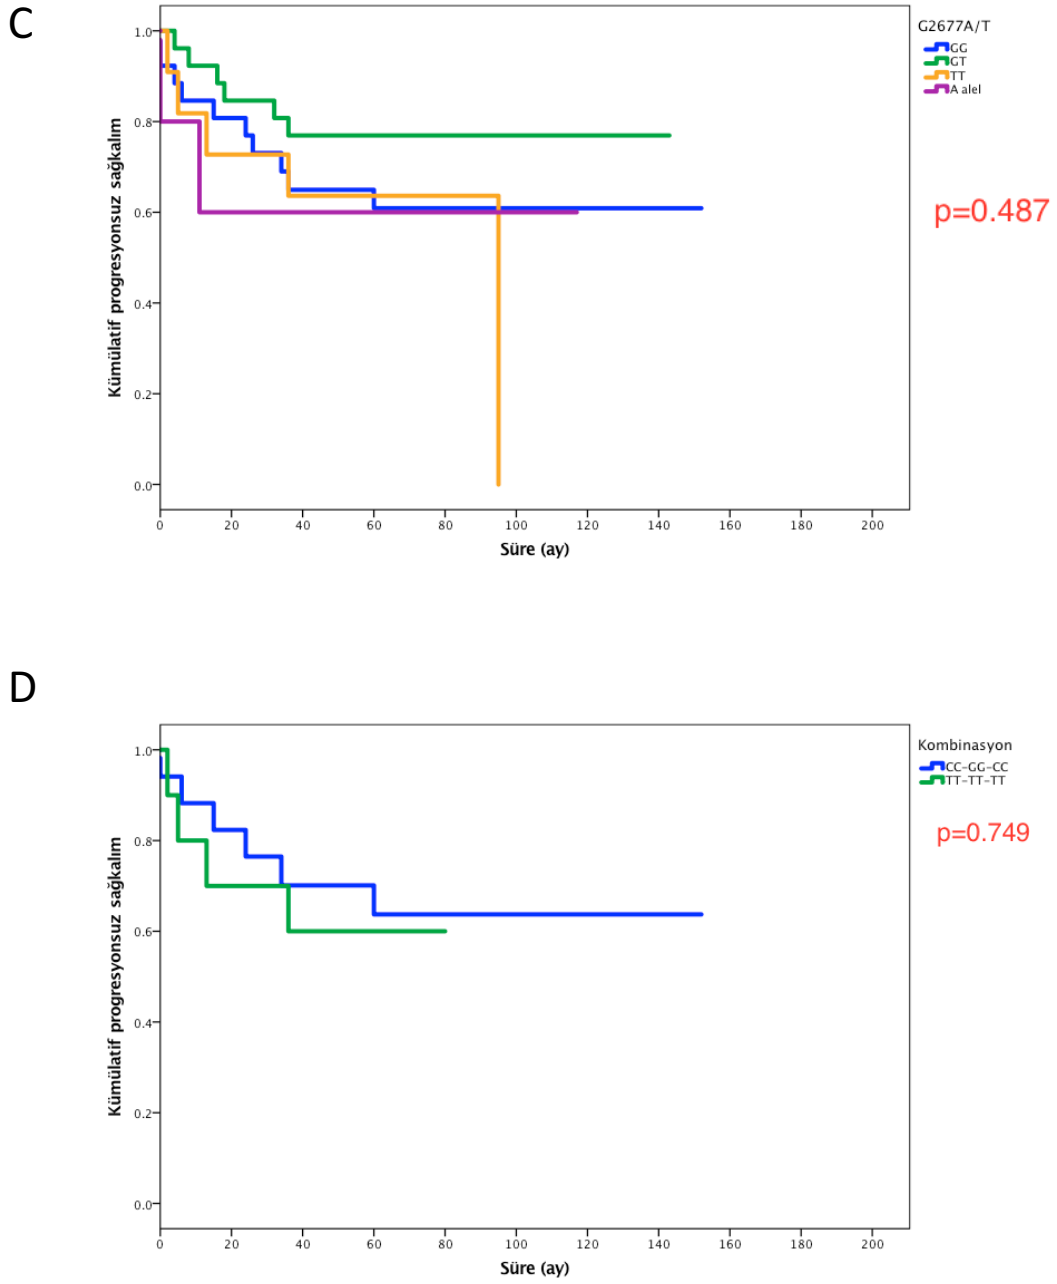 C
G2677A/T
GG
GT
TT
A alel
p=0.487
Kümülatif progresyonsuz sağkalım
1.0
0.8
0.6
0.4
0.2
0.0
0 20 40 60 80 100 120 140 160 180 200
Süre (ay)
D
Kombinasyon
CC-GG-CC
TT-TT-TT
p=0.749
Kümülatif progresyonsuz sağkalım
1.0
0.8
0.6
0.4
0.2
0.0
0 20 40 60 80 100 120 140 160 180 200
Süre (ay)